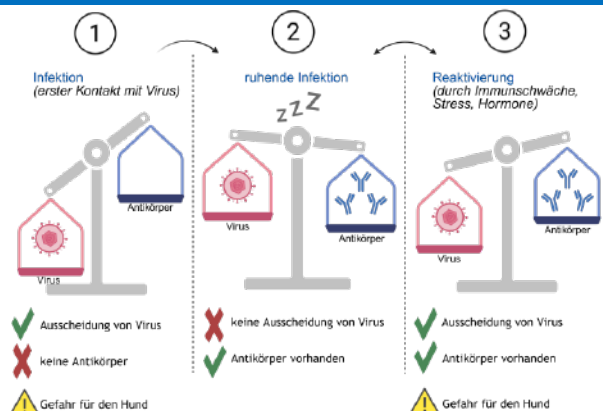 1
Infektion
(erster Kontakt mit Virus)
Antikörper
Virus
Ausscheidung von Virus
keine Antikörper
Gefahr für den Hund
2
ruhende Infektion
zzZ
Virus
Antikörper
keine Ausscheidung von Virus
Antikörper vorhanden
3
Reaktivierung
(durch Immunschwäche,
Stress, Hormone)
Virus
Antikörper
Ausscheidung von Virus
Antikörper vorhanden
Gefahr für den Hund